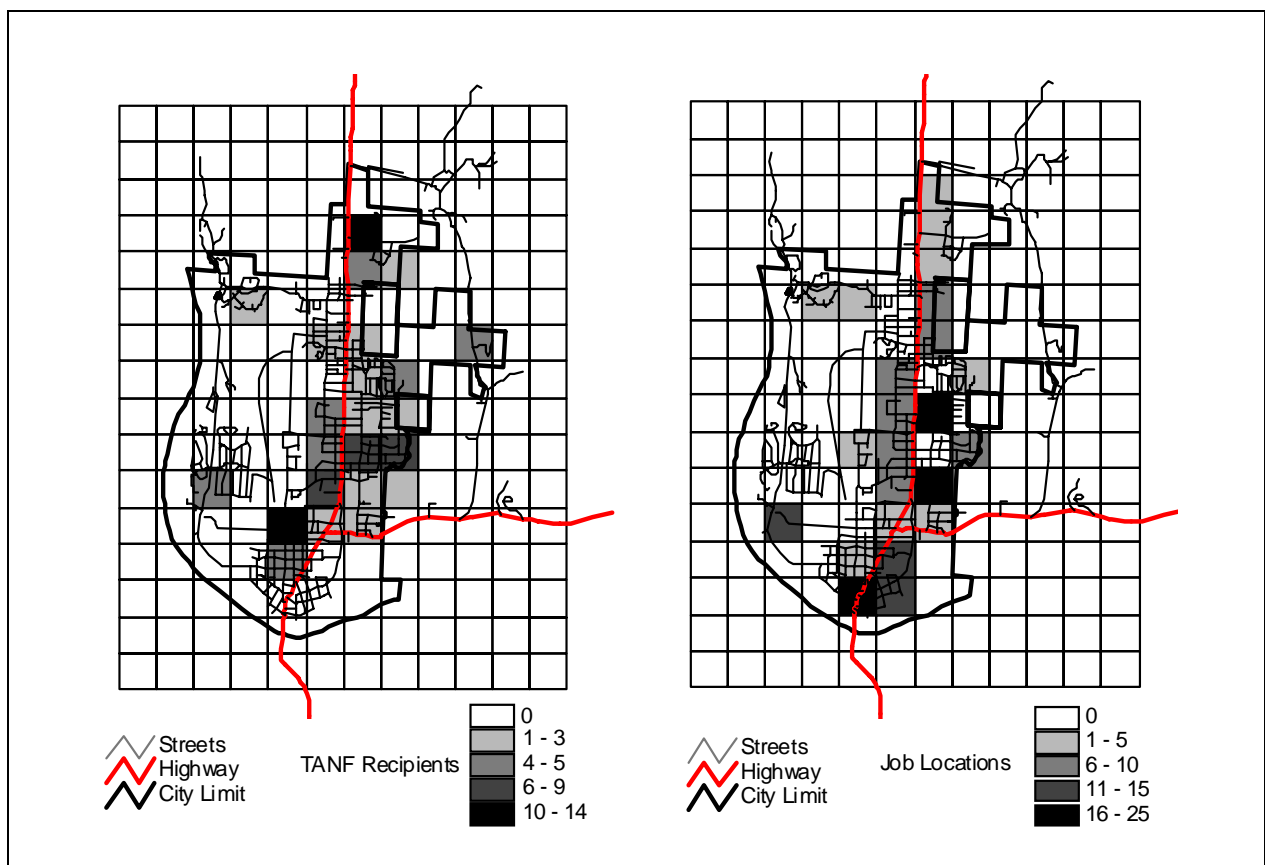 Streets
Highway
City Limit
TANF Recipients
0
1 - 3
4 - 5
6 - 9
10 - 14
Streets
Highway
City Limit
Job Locations
0
1 - 5
6 - 10
11 - 15
16 - 25